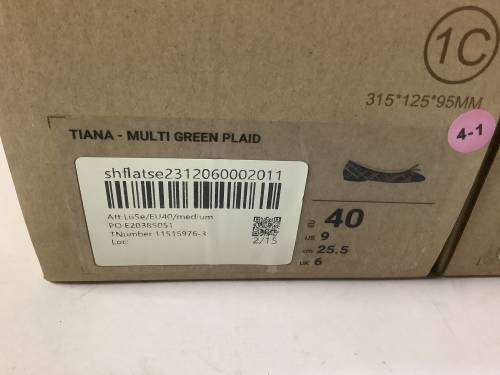 1C
315*125*95MM
4-1
TIANA - MULTI GREEN PLAID
shflatse2312060002011
Att:LuSe/EU40/medium
PO:E20385051
TNumber:11515976-3
Loc:
2/15
EU 40
US 9
cm 25.5
UK 6